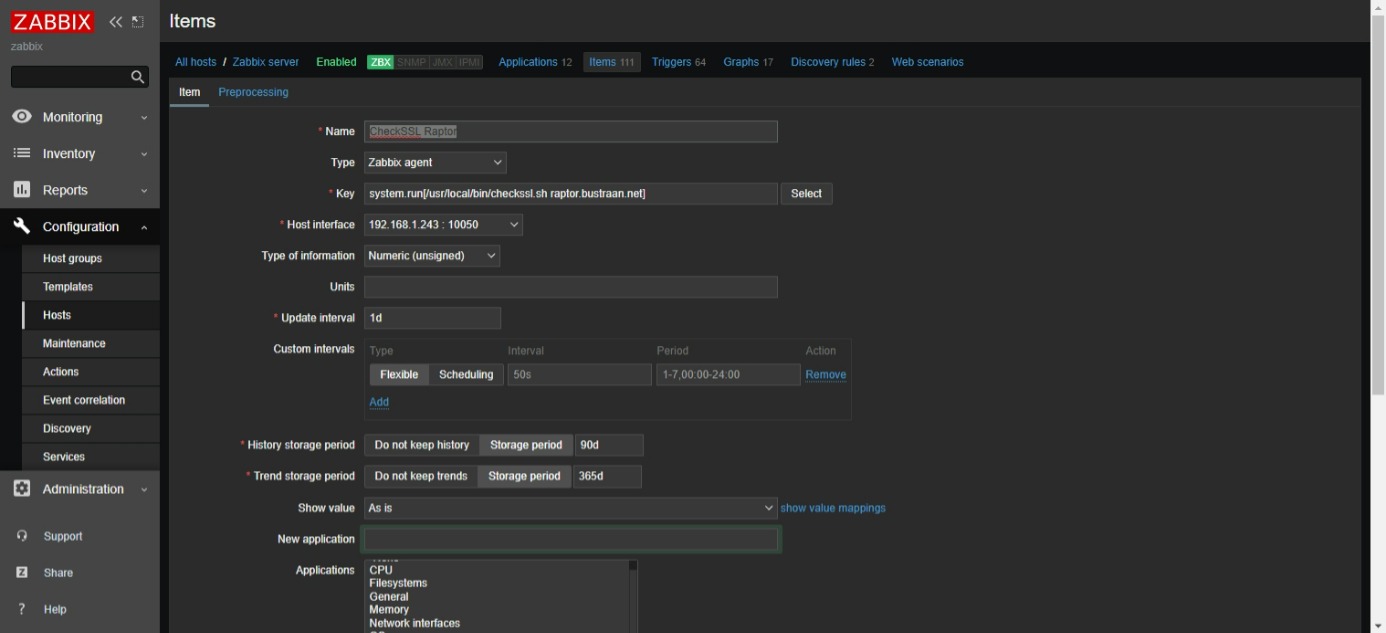 ZABBIX
zabbix
Monitoring
Inventory
Reports
Configuration
Host groups
Templates
Hosts
Maintenance
Actions
Event correlation
Discovery
Services
Administration
Support
Z Share
? Help
Items
All hosts / Zabbix server Enabled ZBX SNMP JMX IPMI Applications 12 Items 111 Triggers 64 Graphs 17 Discovery rules 2 Web scenarios
Item Preprocessing
* Name CheckSSL Raptor
Type Zabbix agent
* Key system.run[/usr/local/bin/checkssl.sh raptor.bustraan.net] Select
* Host interface 192.168.1.243 : 10050
Type of information Numeric (unsigned)
Units
* Update interval 1d
Custom intervals Type Interval Period Action
Flexible Scheduling 50s 1-7,00:00-24:00 Remove
Add
* History storage period Do not keep history Storage period 90d
* Trend storage period Do not keep trends Storage period 365d
Show value As is show value mappings
New application
Applications
CPU
Filesystems
General
Memory
Network interfaces